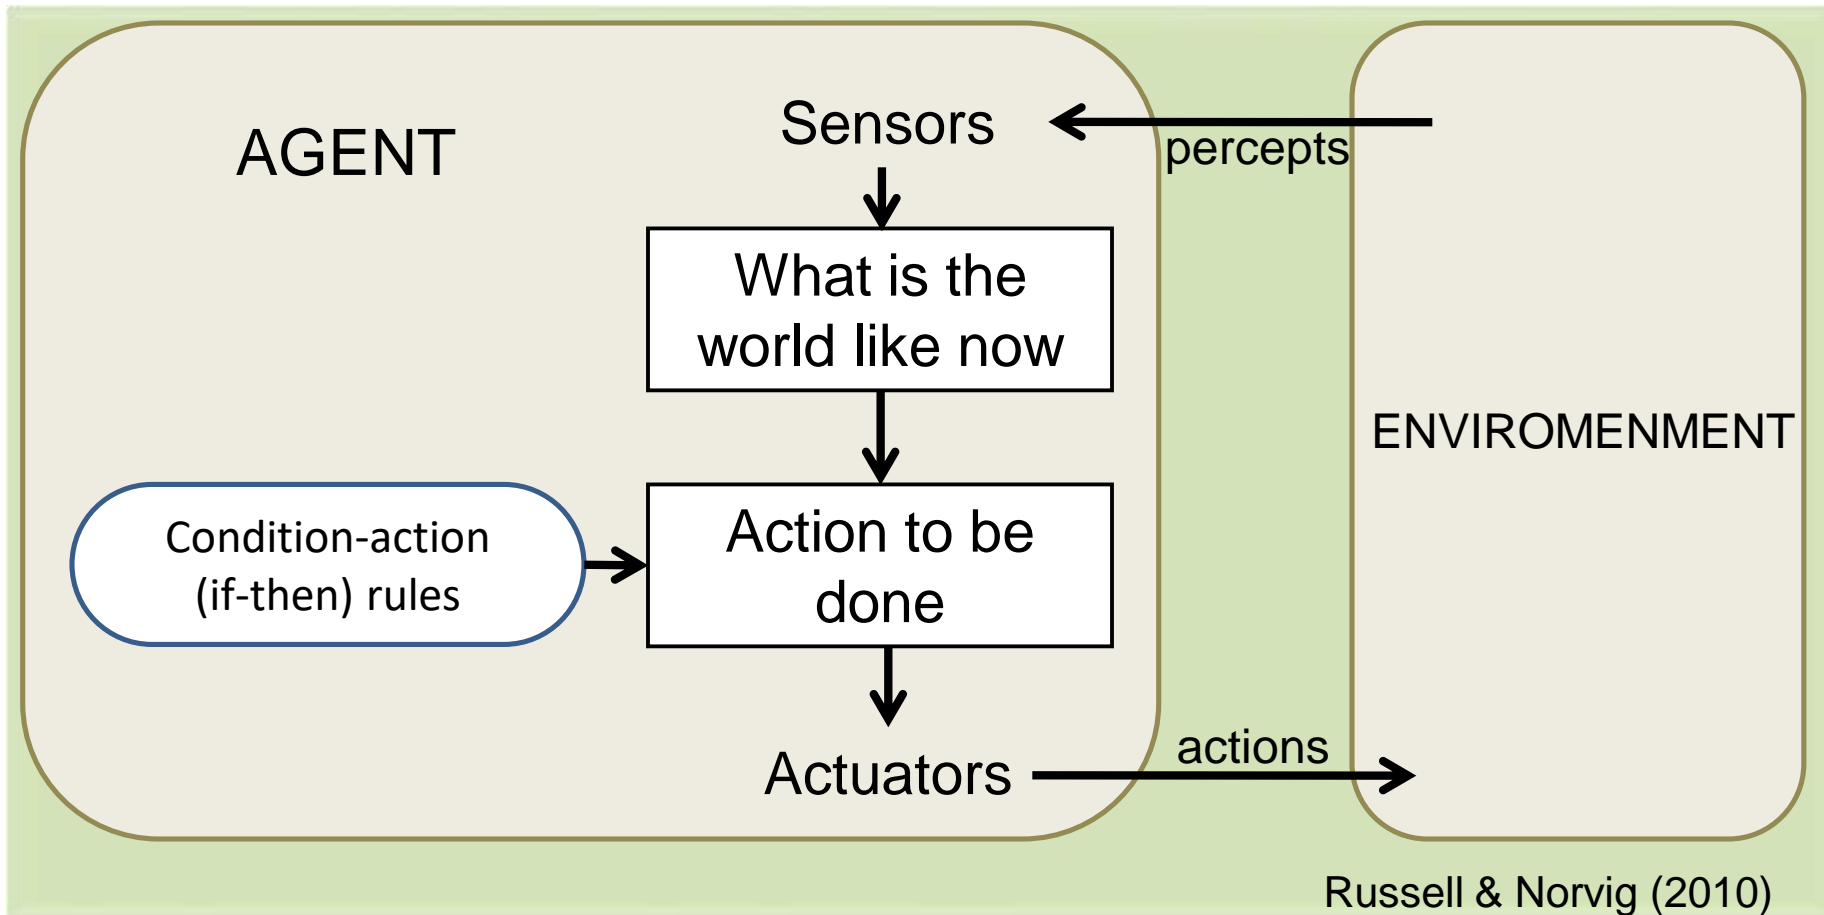 AGENT
Sensors
percepts
What is the
world like now
ENVIROMENMENT
Condition-action
(if-then) rules
Action to be
done
Actuators
actions
Russell & Norvig (2010)